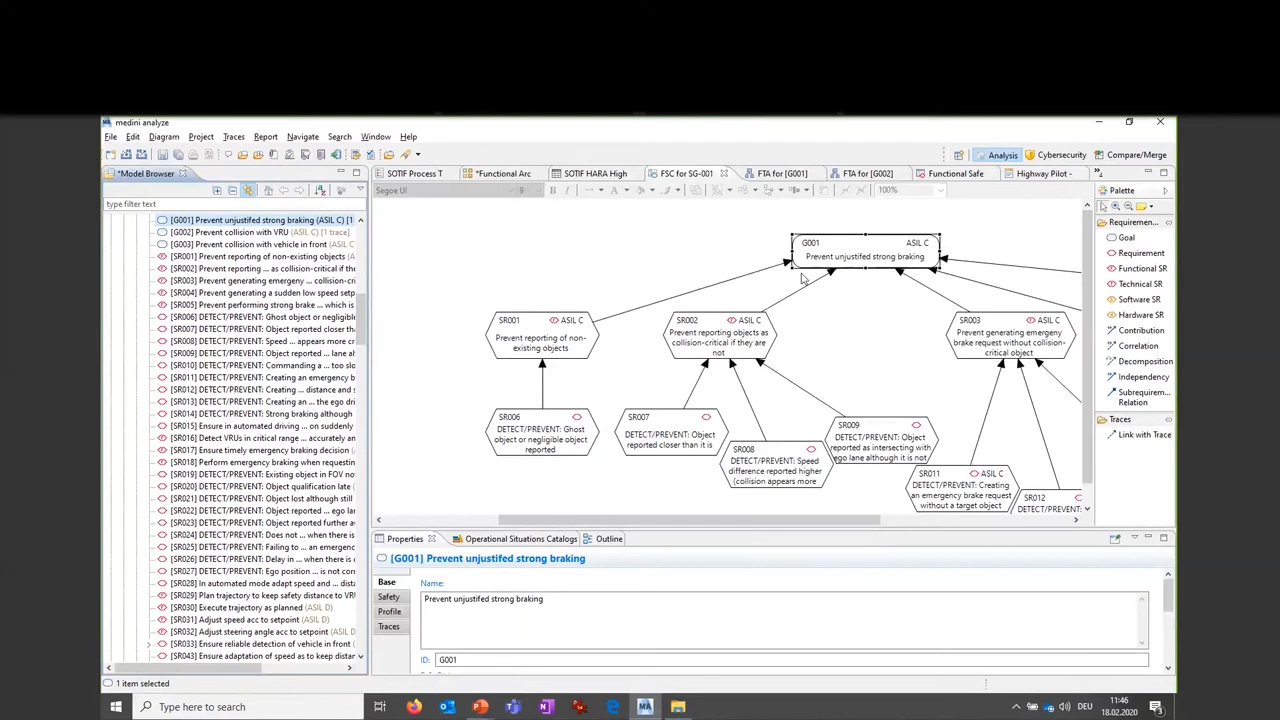 medini analyze
File Edit Diagram Project Traces Report Navigate Search Window Help
Analysis Cybersecurity Compare/Merge
*Model Browser
SOTIF Process T *Functional Arc SOTIF HARA High FSC for SG-001 FTA for [G001] FTA for [G002] Functional Safe Highway Pilot -
Segoe UI 9 100%
type filter text
[G001] Prevent unjustifed strong braking (ASIL C) [1
[G002] Prevent collision with VRU (ASIL C) [1 trace]
[G003] Prevent collision with vehicle in front (ASIL
[SR001] Prevent reporting of non-existing objects (
[SR002] Prevent reporting ... as collision-critical if the
[SR003] Prevent generating emergency ... collision-
[SR004] Prevent generating a sudden low speed setp
[SR005] Prevent performing strong brake ... which is
[SR006] DETECT/PREVENT: Ghost object or negligible
[SR007] DETECT/PREVENT: Object reported closer tha
[SR008] DETECT/PREVENT: Speed ... appears more cr
[SR009] DETECT/PREVENT: Object reported ... lane al
[SR010] DETECT/PREVENT: Commanding a ... too lo
[SR011] DETECT/PREVENT: Creating an emergency b
[SR012] DETECT/PREVENT: Creating ... distance and s
[SR013] DETECT/PREVENT: Creating an ... the ego driv
[SR014] DETECT/PREVENT: Strong braking although
[SR015] Ensure in automated driving ... on suddenly
[SR016] Detect VRUs in critical range ... accurately an
[SR017] Ensure timely emergency braking decision (
[SR018] Perform emergency braking when requestin
[SR019] DETECT/PREVENT: Existing object in FOV not
[SR020] DETECT/PREVENT: Object qualification late (
[SR021] DETECT/PREVENT: Object lost although still
[SR022] DETECT/PREVENT: Object reported ... ego lan
[SR023] DETECT/PREVENT: Object reported further a
[SR024] DETECT/PREVENT: Does not ... when there is
[SR025] DETECT/PREVENT: Failing to ... an emergenc
[SR026] DETECT/PREVENT: Delay in ... when there is
[SR027] DETECT/PREVENT: Ego position ... is not corr
[SR028] In automated mode adapt speed and ... dist
[SR029] Plan trajectory to keep safety distance to VR
[SR030] Execute trajectory as planned (ASIL D)
[SR031] Adjust speed acc to setpoint (ASIL D)
[SR032] Adjust steering angle acc to setpoint (ASIL D
[SR033] Ensure reliable detection of vehicle in front (
[SR043] Ensure adaptation of speed as to keep distan
G001 ASIL C
Prevent unjustifed strong braking
SR001 ASIL C
Prevent reporting of non-
existing objects
SR002 ASIL C
Prevent reporting objects as
collision-critical if they are
not
SR003 ASIL C
Prevent generating emergeny
brake request without collision-
critical object
SR006
DETECT/PREVENT: Ghost
object or negligible object
reported
SR007
DETECT/PREVENT: Object
reported closer than it is
SR008
DETECT/PREVENT: Speed
difference reported higher
(collision appears more
SR009
DETECT/PREVENT: Object
reported as intersecting with
ego lane although it is not
SR011 ASIL C
DETECT/PREVENT: Creating
an emergency brake request
without a target object
SR012
DETECT/PREVENT:
Palette
Requiremen...
Goal
Requirement
Functional SR
Technical SR
Software SR
Hardware SR
Contribution
Correlation
Decomposition
Independency
Subrequirem...
Relation
Traces
Link with Trace
Properties Operational Situations Catalogs Outline
[G001] Prevent unjustifed strong braking
Base
Safety
Profile
Traces
Name:
Prevent unjustifed strong braking
ID: G001
1 item selected
Type here to search
DEU 11:46
18.02.2020
3